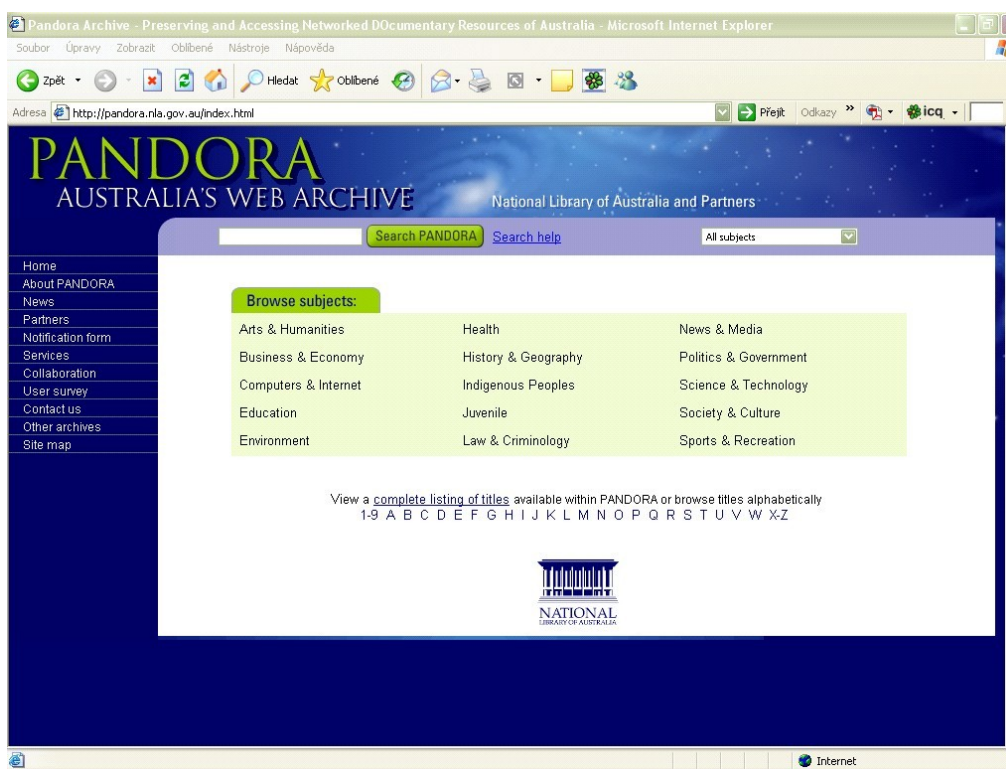 Pandora Archive - Preserving and Accessing Networked DOcumentary Resources of Australia - Microsoft Internet Explorer
Soubor Úpravy Zobrazit Oblíbené Nástroje Nápověda
Zpět Hledat Oblíbené
Adresa http://pandora.nla.gov.au/index.html Přejít Odkazy » icq
PANDORA
AUSTRALIA'S WEB ARCHIVE
National Library of Australia and Partners
Search PANDORA Search help All subjects
Home
About PANDORA
News
Partners
Notification form
Services
Collaboration
User survey
Contact us
Other archives
Site map
Browse subjects:
Arts & Humanities Health News & Media
Business & Economy History & Geography Politics & Government
Computers & Internet Indigenous Peoples Science & Technology
Education Juvenile Society & Culture
Environment Law & Criminology Sports & Recreation
View a complete listing of titles available within PANDORA or browse titles alphabetically
1-9 A B C D E F G H I J K L M N O P Q R S T U V W X-Z
NATIONAL
LIBRARY OF AUSTRALIA
Internet